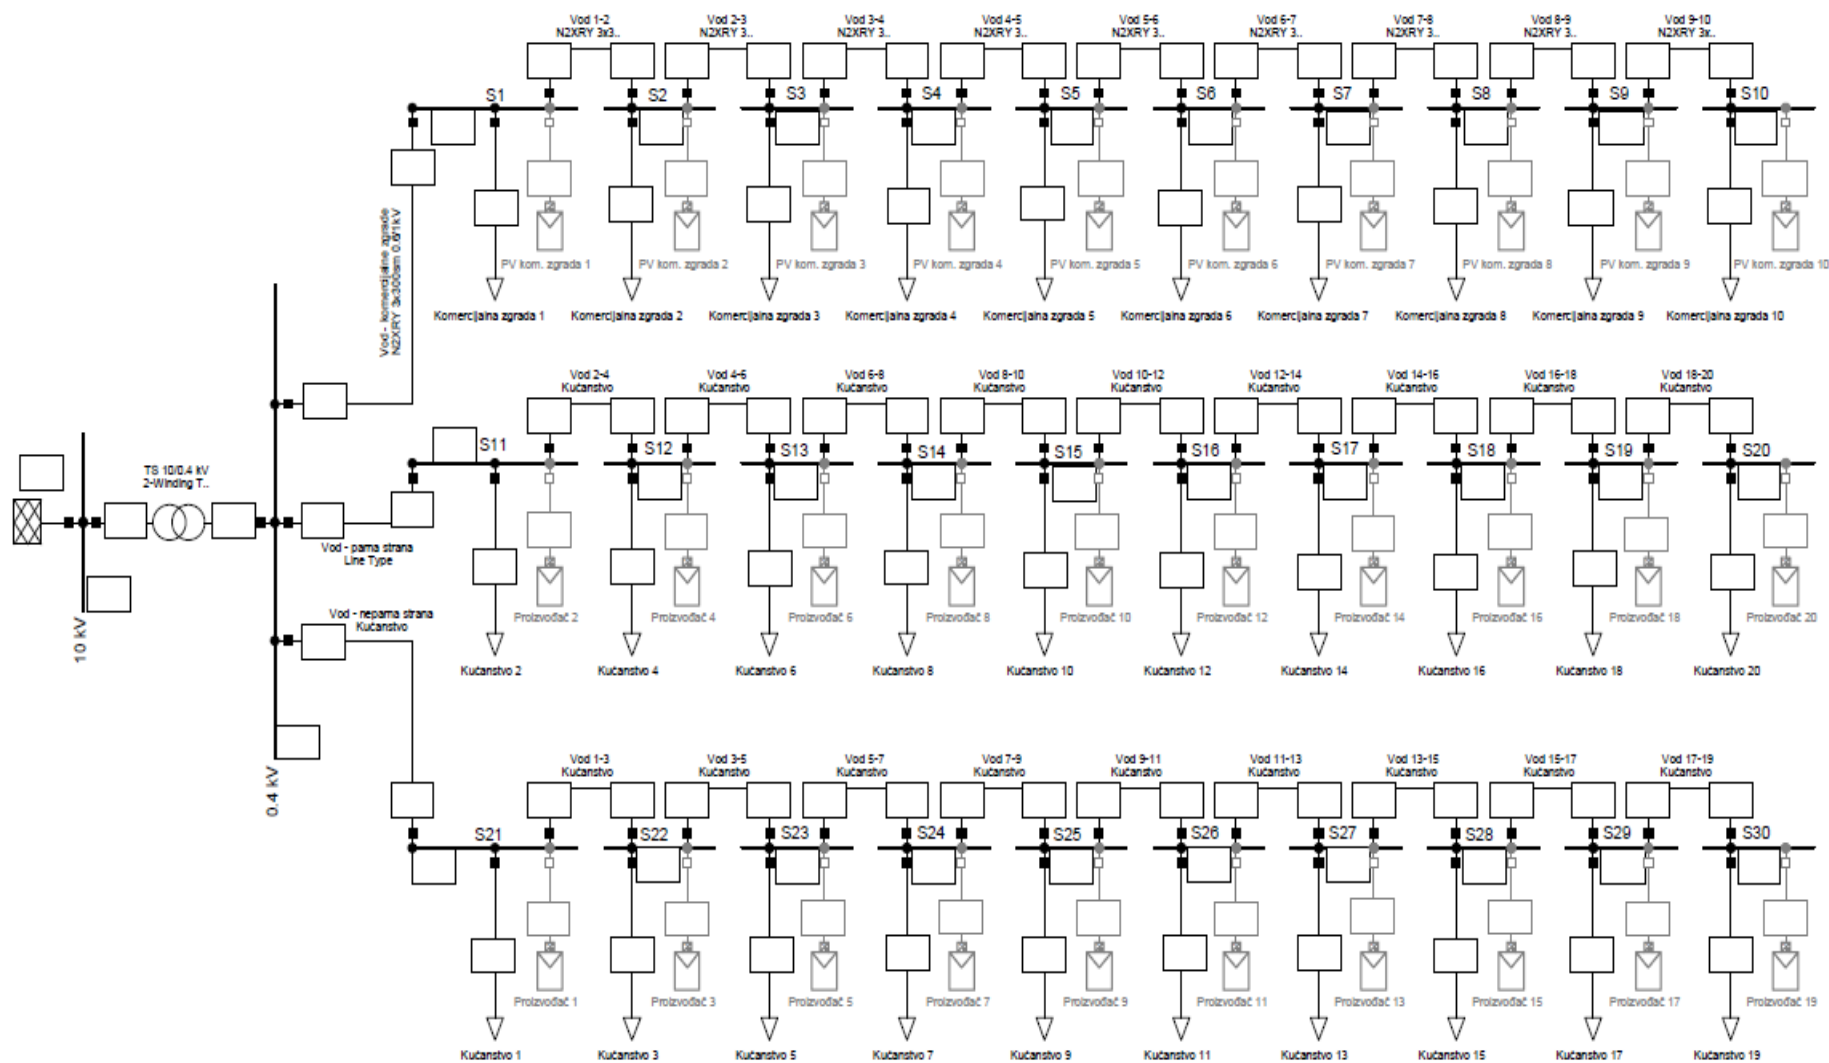 Vod 1-2
N2XRY 3x3..
Vod 2-3
N2XRY 3..
Vod 3-4
N2XRY 3..
Vod 4-5
N2XRY 3..
Vod 5-6
N2XRY 3..
Vod 6-7
N2XRY 3..
Vod 7-8
N2XRY 3..
Vod 8-9
N2XRY 3..
Vod 9-10
N2XRY 3x..
S1
S2
S3
S4
S5
S6
S7
S8
S9
S10
PV kom. zgrada 1
PV kom. zgrada 2
PV kom. zgrada 3
PV kom. zgrada 4
PV kom. zgrada 5
PV kom. zgrada 6
PV kom. zgrada 7
PV kom. zgrada 8
PV kom. zgrada 9
PV kom. zgrada 10
Komercijalna zgrada 1
Komercijalna zgrada 2
Komercijalna zgrada 3
Komercijalna zgrada 4
Komercijalna zgrada 5
Komercijalna zgrada 6
Komercijalna zgrada 7
Komercijalna zgrada 8
Komercijalna zgrada 9
Komercijalna zgrada 10
Vod - komercijalne zgrade
N2XRY 3x300sm 0.6/1kV
Vod 2-4
Kućanstvo
Vod 4-6
Kućanstvo
Vod 6-8
Kućanstvo
Vod 8-10
Kućanstvo
Vod 10-12
Kućanstvo
Vod 12-14
Kućanstvo
Vod 14-16
Kućanstvo
Vod 16-18
Kućanstvo
Vod 18-20
Kućanstvo
S11
S12
S13
S14
S15
S16
S17
S18
S19
S20
TS 10/0.4 kV
2-Winding T..
Vod - parna strana
Line Type
Proizvođač 2
Proizvođač 4
Proizvođač 6
Proizvođač 8
Proizvođač 10
Proizvođač 12
Proizvođač 14
Proizvođač 16
Proizvođač 18
Proizvođač 20
Kućanstvo 2
Kućanstvo 4
Kućanstvo 6
Kućanstvo 8
Kućanstvo 10
Kućanstvo 12
Kućanstvo 14
Kućanstvo 16
Kućanstvo 18
Kućanstvo 20
10 kV
Vod - neparna strana
Kućanstvo
0.4 kV
Vod 1-3
Kućanstvo
Vod 3-5
Kućanstvo
Vod 5-7
Kućanstvo
Vod 7-9
Kućanstvo
Vod 9-11
Kućanstvo
Vod 11-13
Kućanstvo
Vod 13-15
Kućanstvo
Vod 15-17
Kućanstvo
Vod 17-19
Kućanstvo
S21
S22
S23
S24
S25
S26
S27
S28
S29
S30
Proizvođač 1
Proizvođač 3
Proizvođač 5
Proizvođač 7
Proizvođač 9
Proizvođač 11
Proizvođač 13
Proizvođač 15
Proizvođač 17
Proizvođač 19
Kućanstvo 1
Kućanstvo 3
Kućanstvo 5
Kućanstvo 7
Kućanstvo 9
Kućanstvo 11
Kućanstvo 13
Kućanstvo 15
Kućanstvo 17
Kućanstvo 19